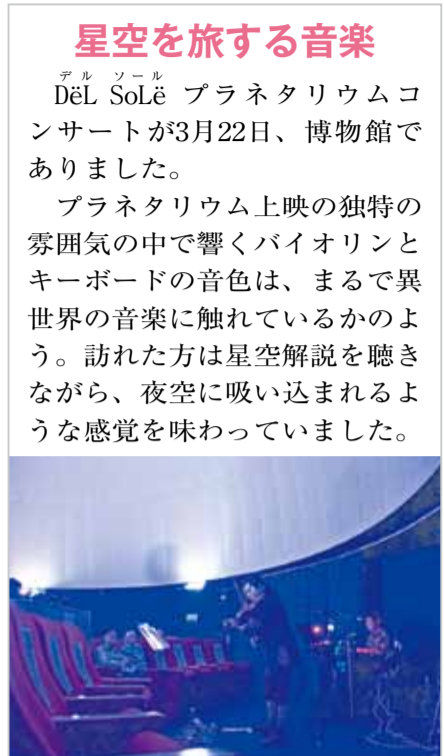 星空を旅する音楽
デル ソール
DëL SoLë プラネタリウムコ
ンサートが3月22日、博物館で
ありました。
プラネタリウム上映の独特の
雰囲気の中で響くバイオリンと
キーボードの音色は、まるで異
世界の音楽に触れているかのよ
う。訪れた方は星空解説を聴き
ながら、夜空に吸い込まれるよ
うな感覚を味わっていました。